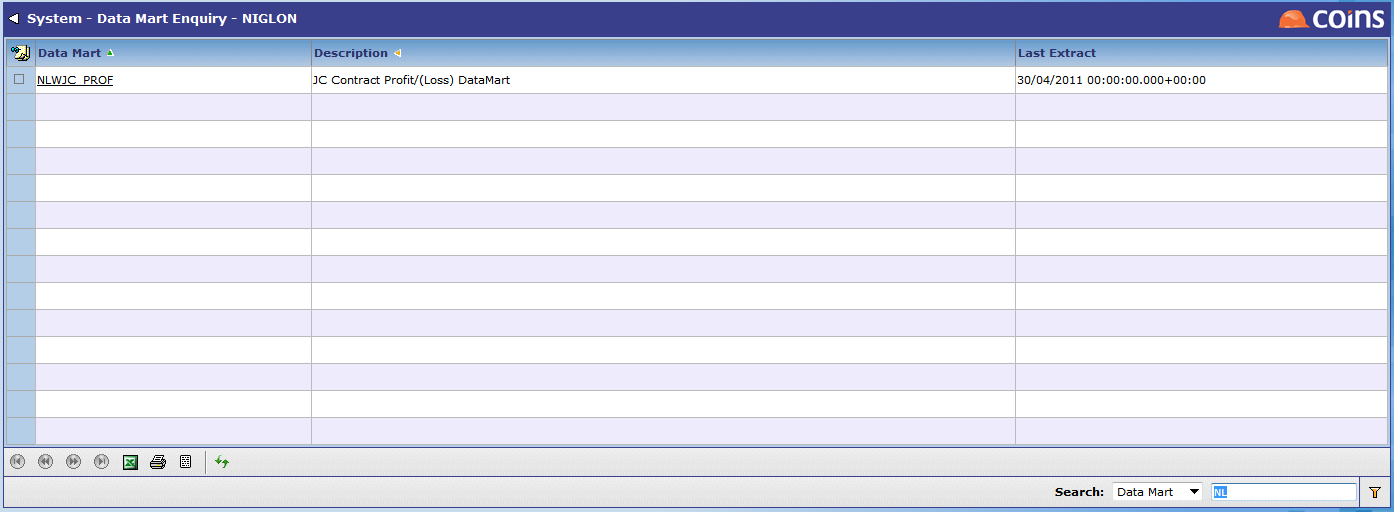 System - Data Mart Enquiry - NIGLON
coins
Data Mart Description Last Extract
NLWJC_PROF JC Contract Profit/(Loss) DataMart 30/04/2011 00:00:00.000+00:00
Search: Data Mart NL